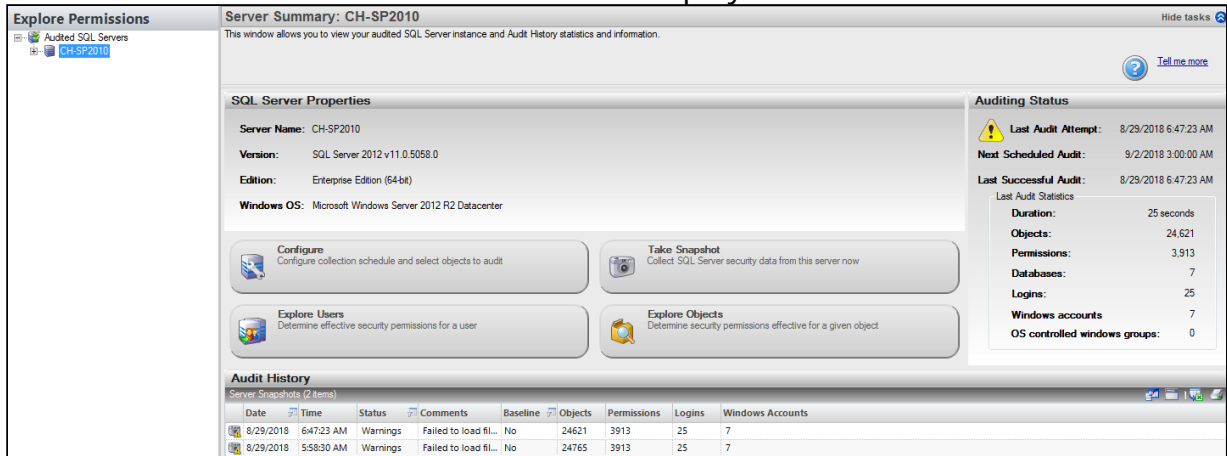 Explore Permissions
Audited SQL Servers
CH-SP2010
Server Summary: CH-SP2010
Hide tasks
This window allows you to view your audited SQL Server instance and Audit History statistics and information.
Tell me more
SQL Server Properties
Server Name: CH-SP2010
Version: SQL Server 2012 v11.0.5058.0
Edition: Enterprise Edition (64-bit)
Windows OS: Microsoft Windows Server 2012 R2 Datacenter
Configure
Configure collection schedule and select objects to audit
Take Snapshot
Collect SQL Server security data from this server now
Explore Users
Determine effective security permissions for a user
Explore Objects
Determine security permissions effective for a given object
Auditing Status
Last Audit Attempt: 8/29/2018 6:47:23 AM
Next Scheduled Audit: 9/2/2018 3:00:00 AM
Last Successful Audit: 8/29/2018 6:47:23 AM
Last Audit Statistics
Duration: 25 seconds
Objects: 24,621
Permissions: 3,913
Databases: 7
Logins: 25
Windows accounts 7
OS controlled windows groups: 0
Audit History
Server Snapshots (2 items)
Date Time Status Comments Baseline Objects Permissions Logins Windows Accounts
8/29/2018 6:47:23 AM Warnings Failed to load fil... No 24621 3913 25 7
8/29/2018 5:58:30 AM Warnings Failed to load fil... No 24765 3913 25 7